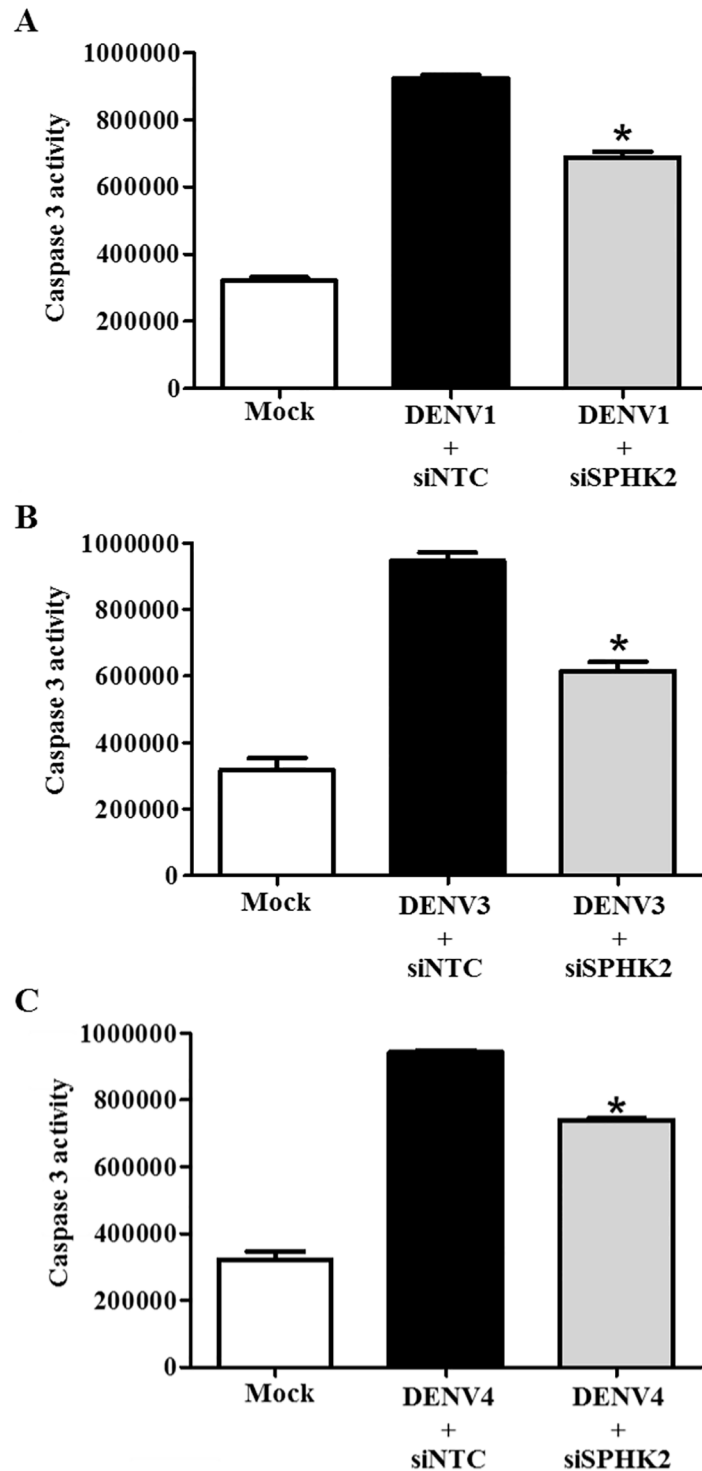 A
Caspase 3 activity
1000000
800000
600000
400000
200000
0
*
Mock
DENV1
+
siNTC
DENV1
+
siSPHK2
B
Caspase 3 activity
1000000
800000
600000
400000
200000
0
*
Mock
DENV3
+
siNTC
DENV3
+
siSPHK2
C
Caspase 3 activity
1000000
800000
600000
400000
200000
0
*
Mock
DENV4
+
siNTC
DENV4
+
siSPHK2